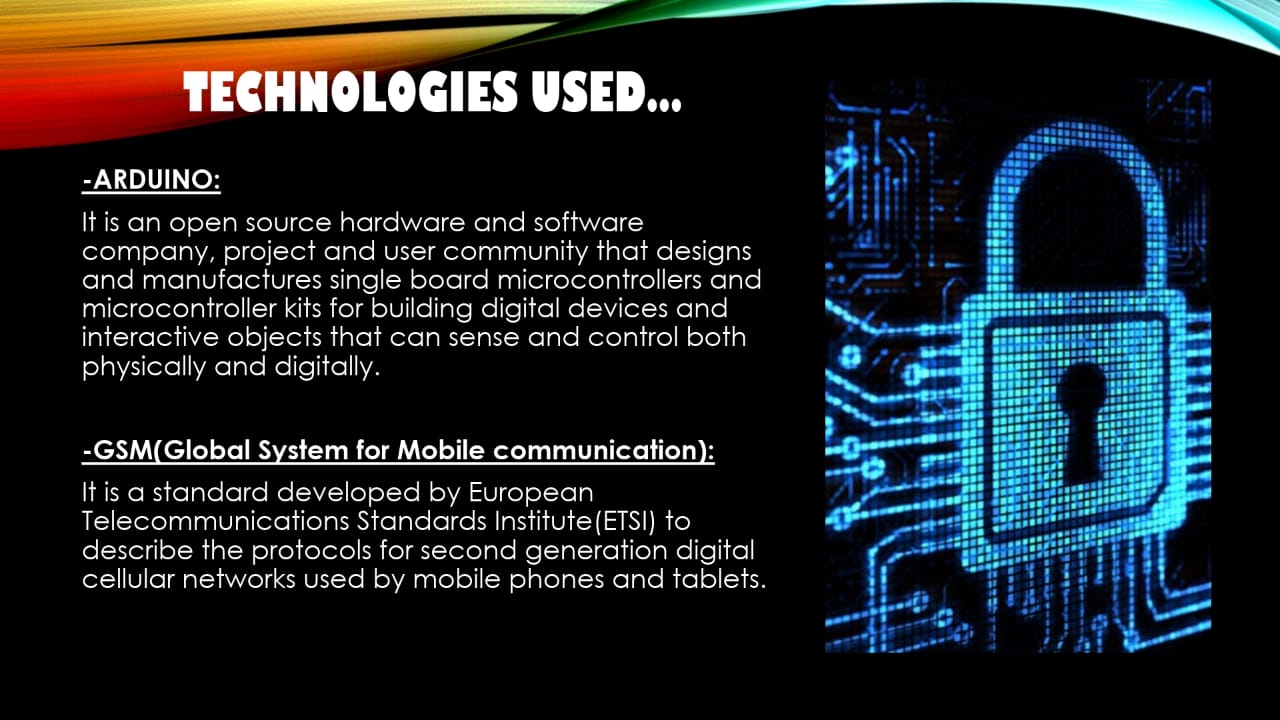 TECHNOLOGIES USED...
-ARDUINO:
It is an open source hardware and software
company, project and user community that designs
and manufactures single board microcontrollers and
microcontroller kits for building digital devices and
interactive objects that can sense and control both
physically and digitally.
-GSM(Global System for Mobile communication):
It is a standard developed by European
Telecommunications Standards Institute(ETSI) to
describe the protocols for second generation digital
cellular networks used by mobile phones and tablets.